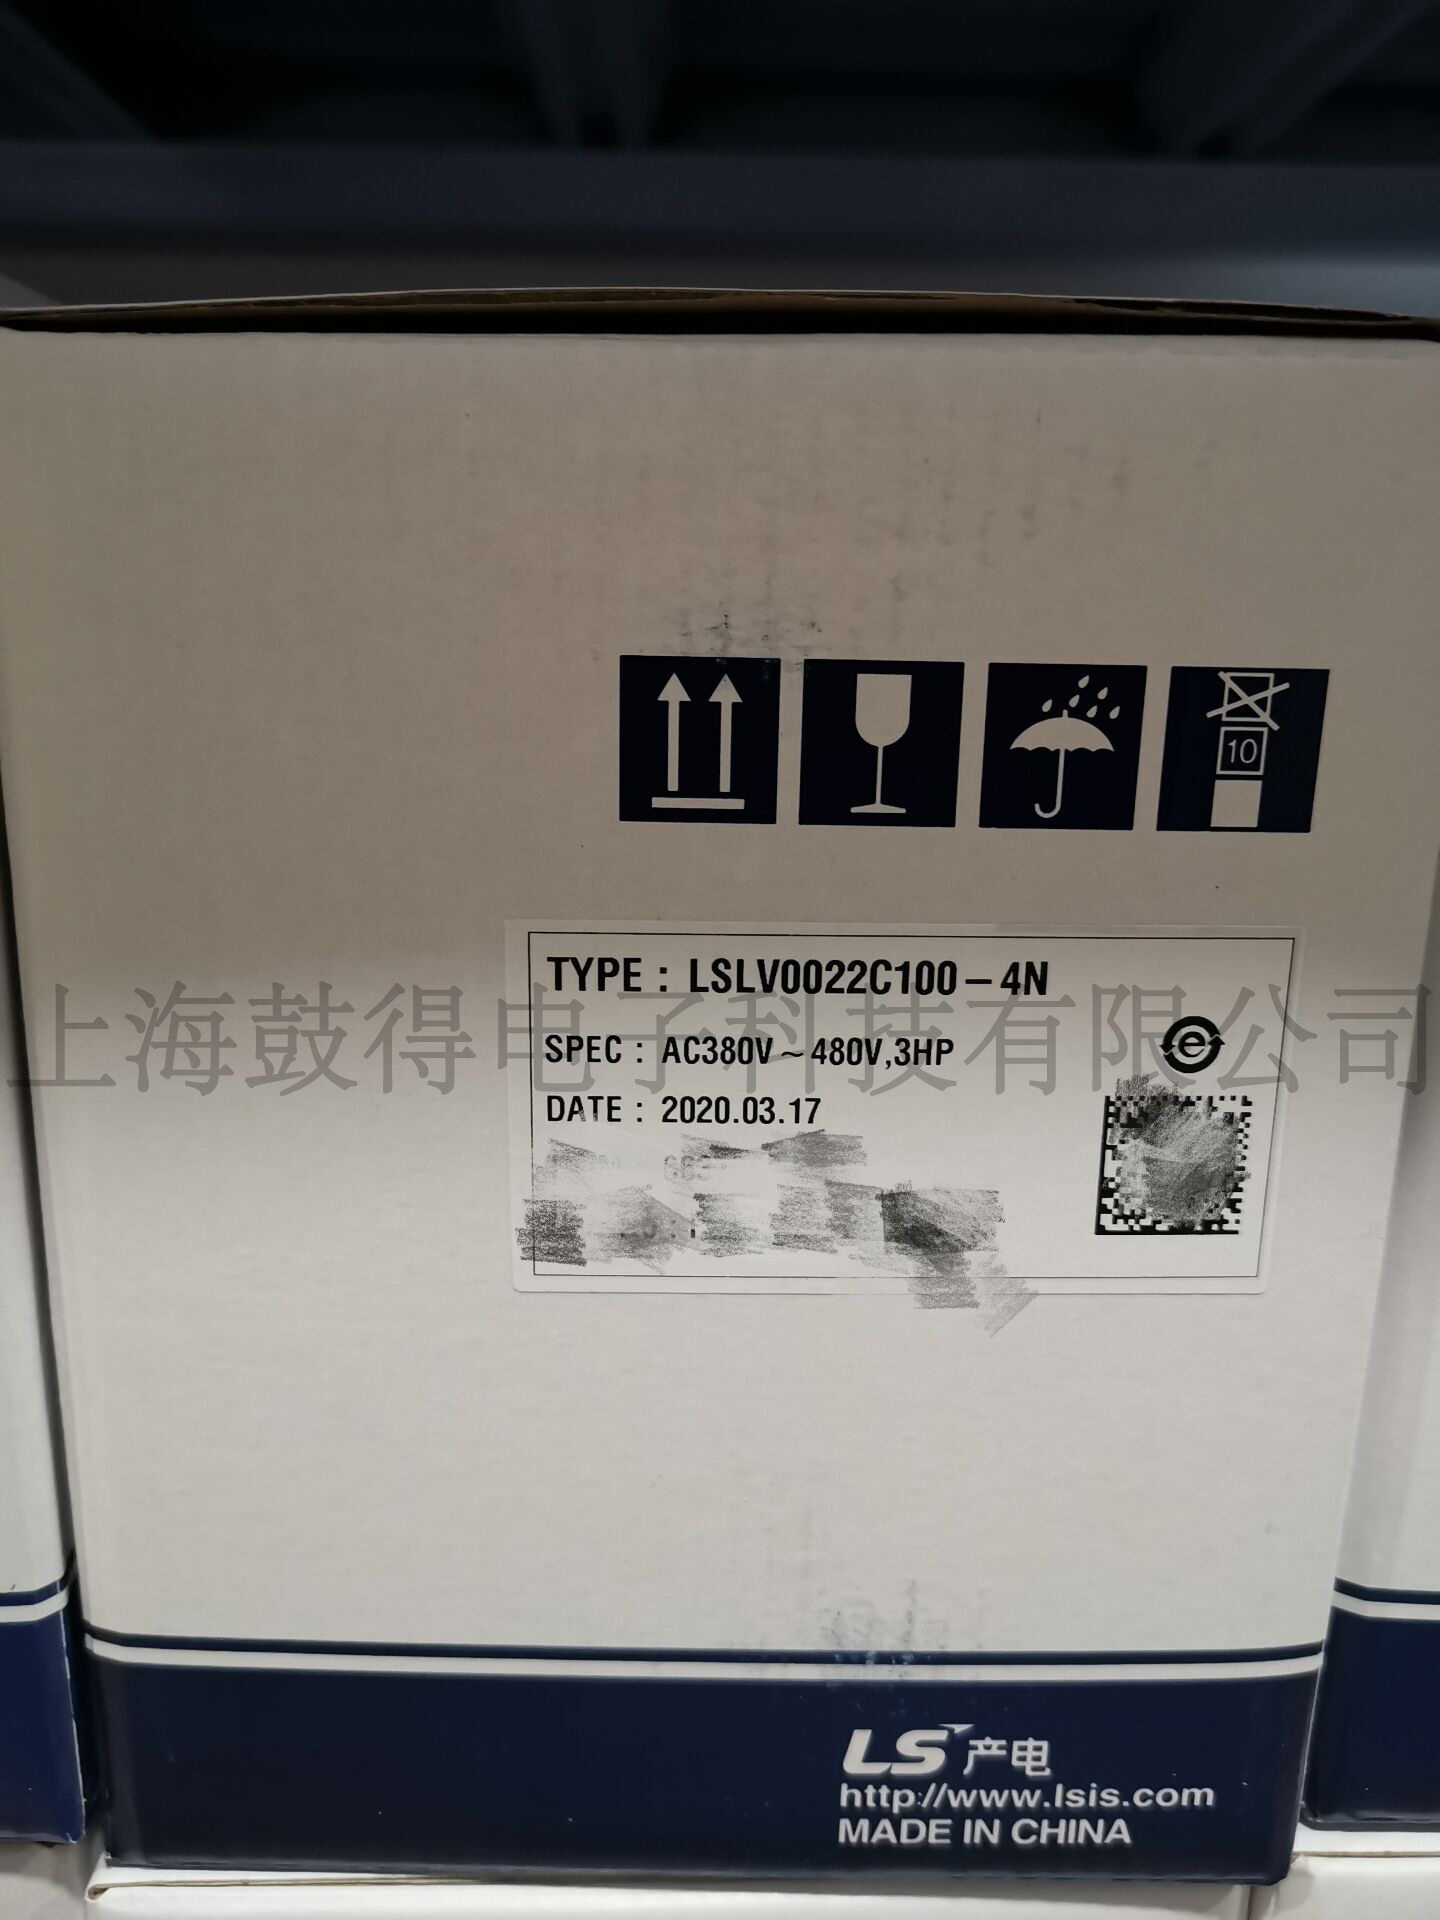 10
TYPE : LSLV0022C100-4N
上海鼓得电子科技有限公司
SPEC : AC380V~480V,3HP
e
DATE : 2020.03.17
LS产电
http://www.lsis.com
MADE IN CHINA